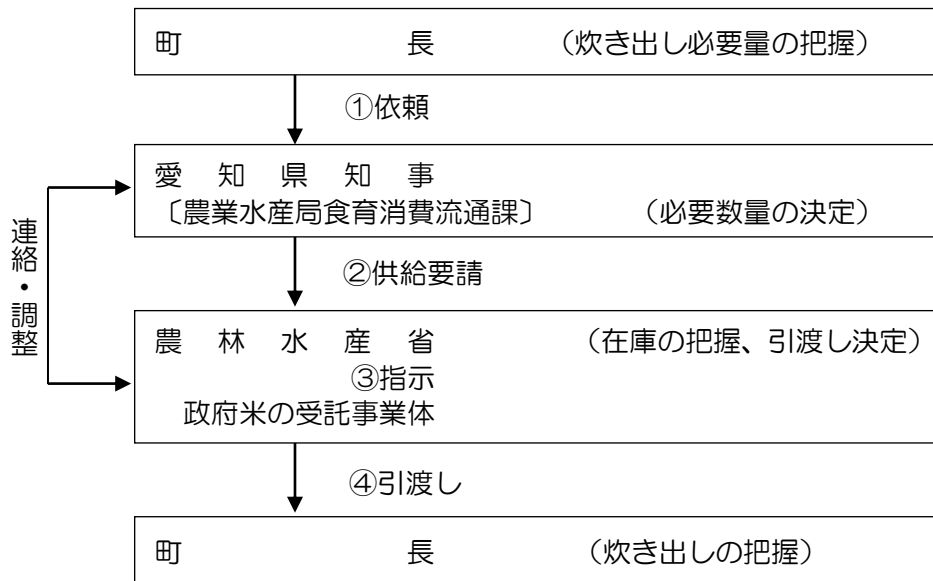 町長（炊き出し必要量の把握）
①依頼
愛知県知事
〔農業水産局食育消費流通課〕（必要数量の決定）
②供給要請
連絡・調整
農林水産省（在庫の把握、引渡し決定）
③指示
政府米の受託事業体
④引渡し
町長（炊き出しの把握）